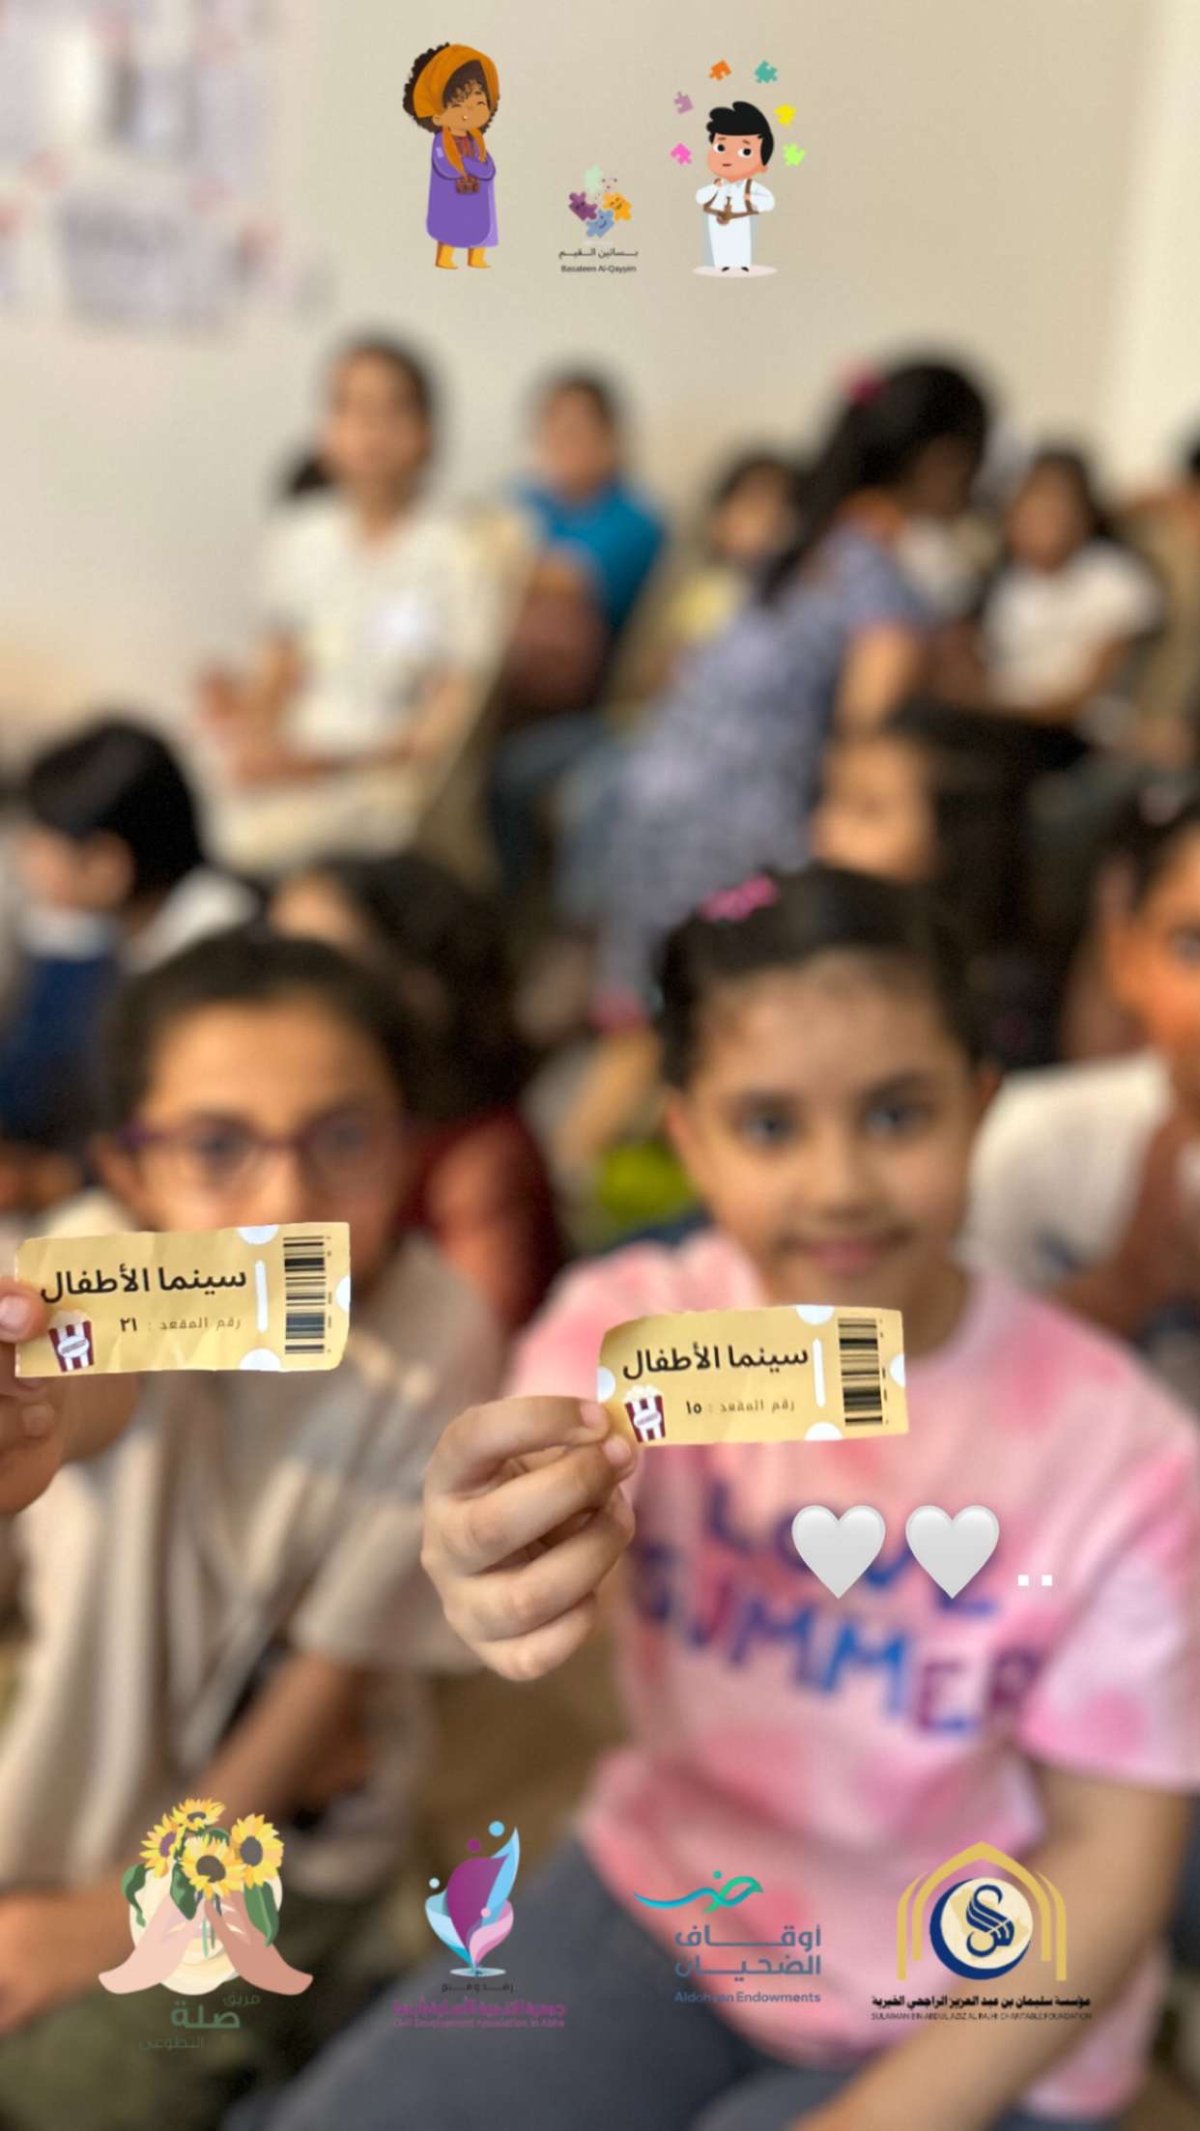 بساتين القيم
Basateen Al-Qayyim
سينما الأطفال
رقم المقعد : ٢١
سينما الأطفال
رقم المقعد : ١٥
LOVE
SUMMER
..
فريق
صلة
التطوعي
أوقاف
الضحيان
Aldohayan Endowments
مؤسسة سليمان بن عبد العزيز الراجحي الخيرية
SULAIMAN BIN ABDUL AZIZ AL RAJHI CHARITABLE FOUNDATION